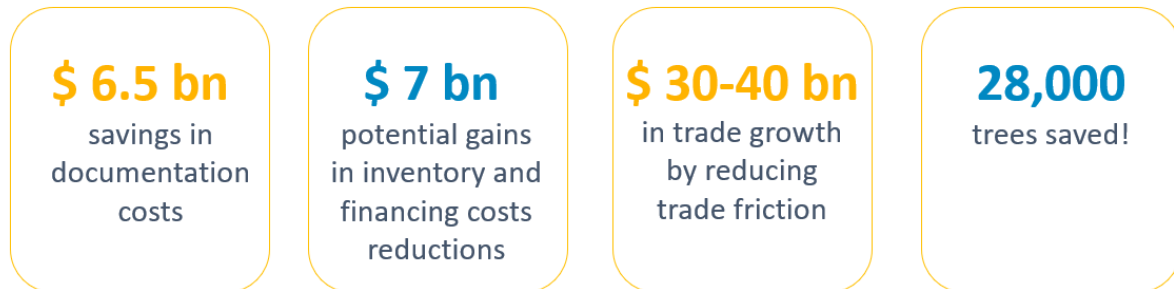 $ 6.5 bn
savings in
documentation
costs
$ 7 bn
potential gains
in inventory and
financing costs
reductions
$ 30-40 bn
in trade growth
by reducing
trade friction
28,000
trees saved!